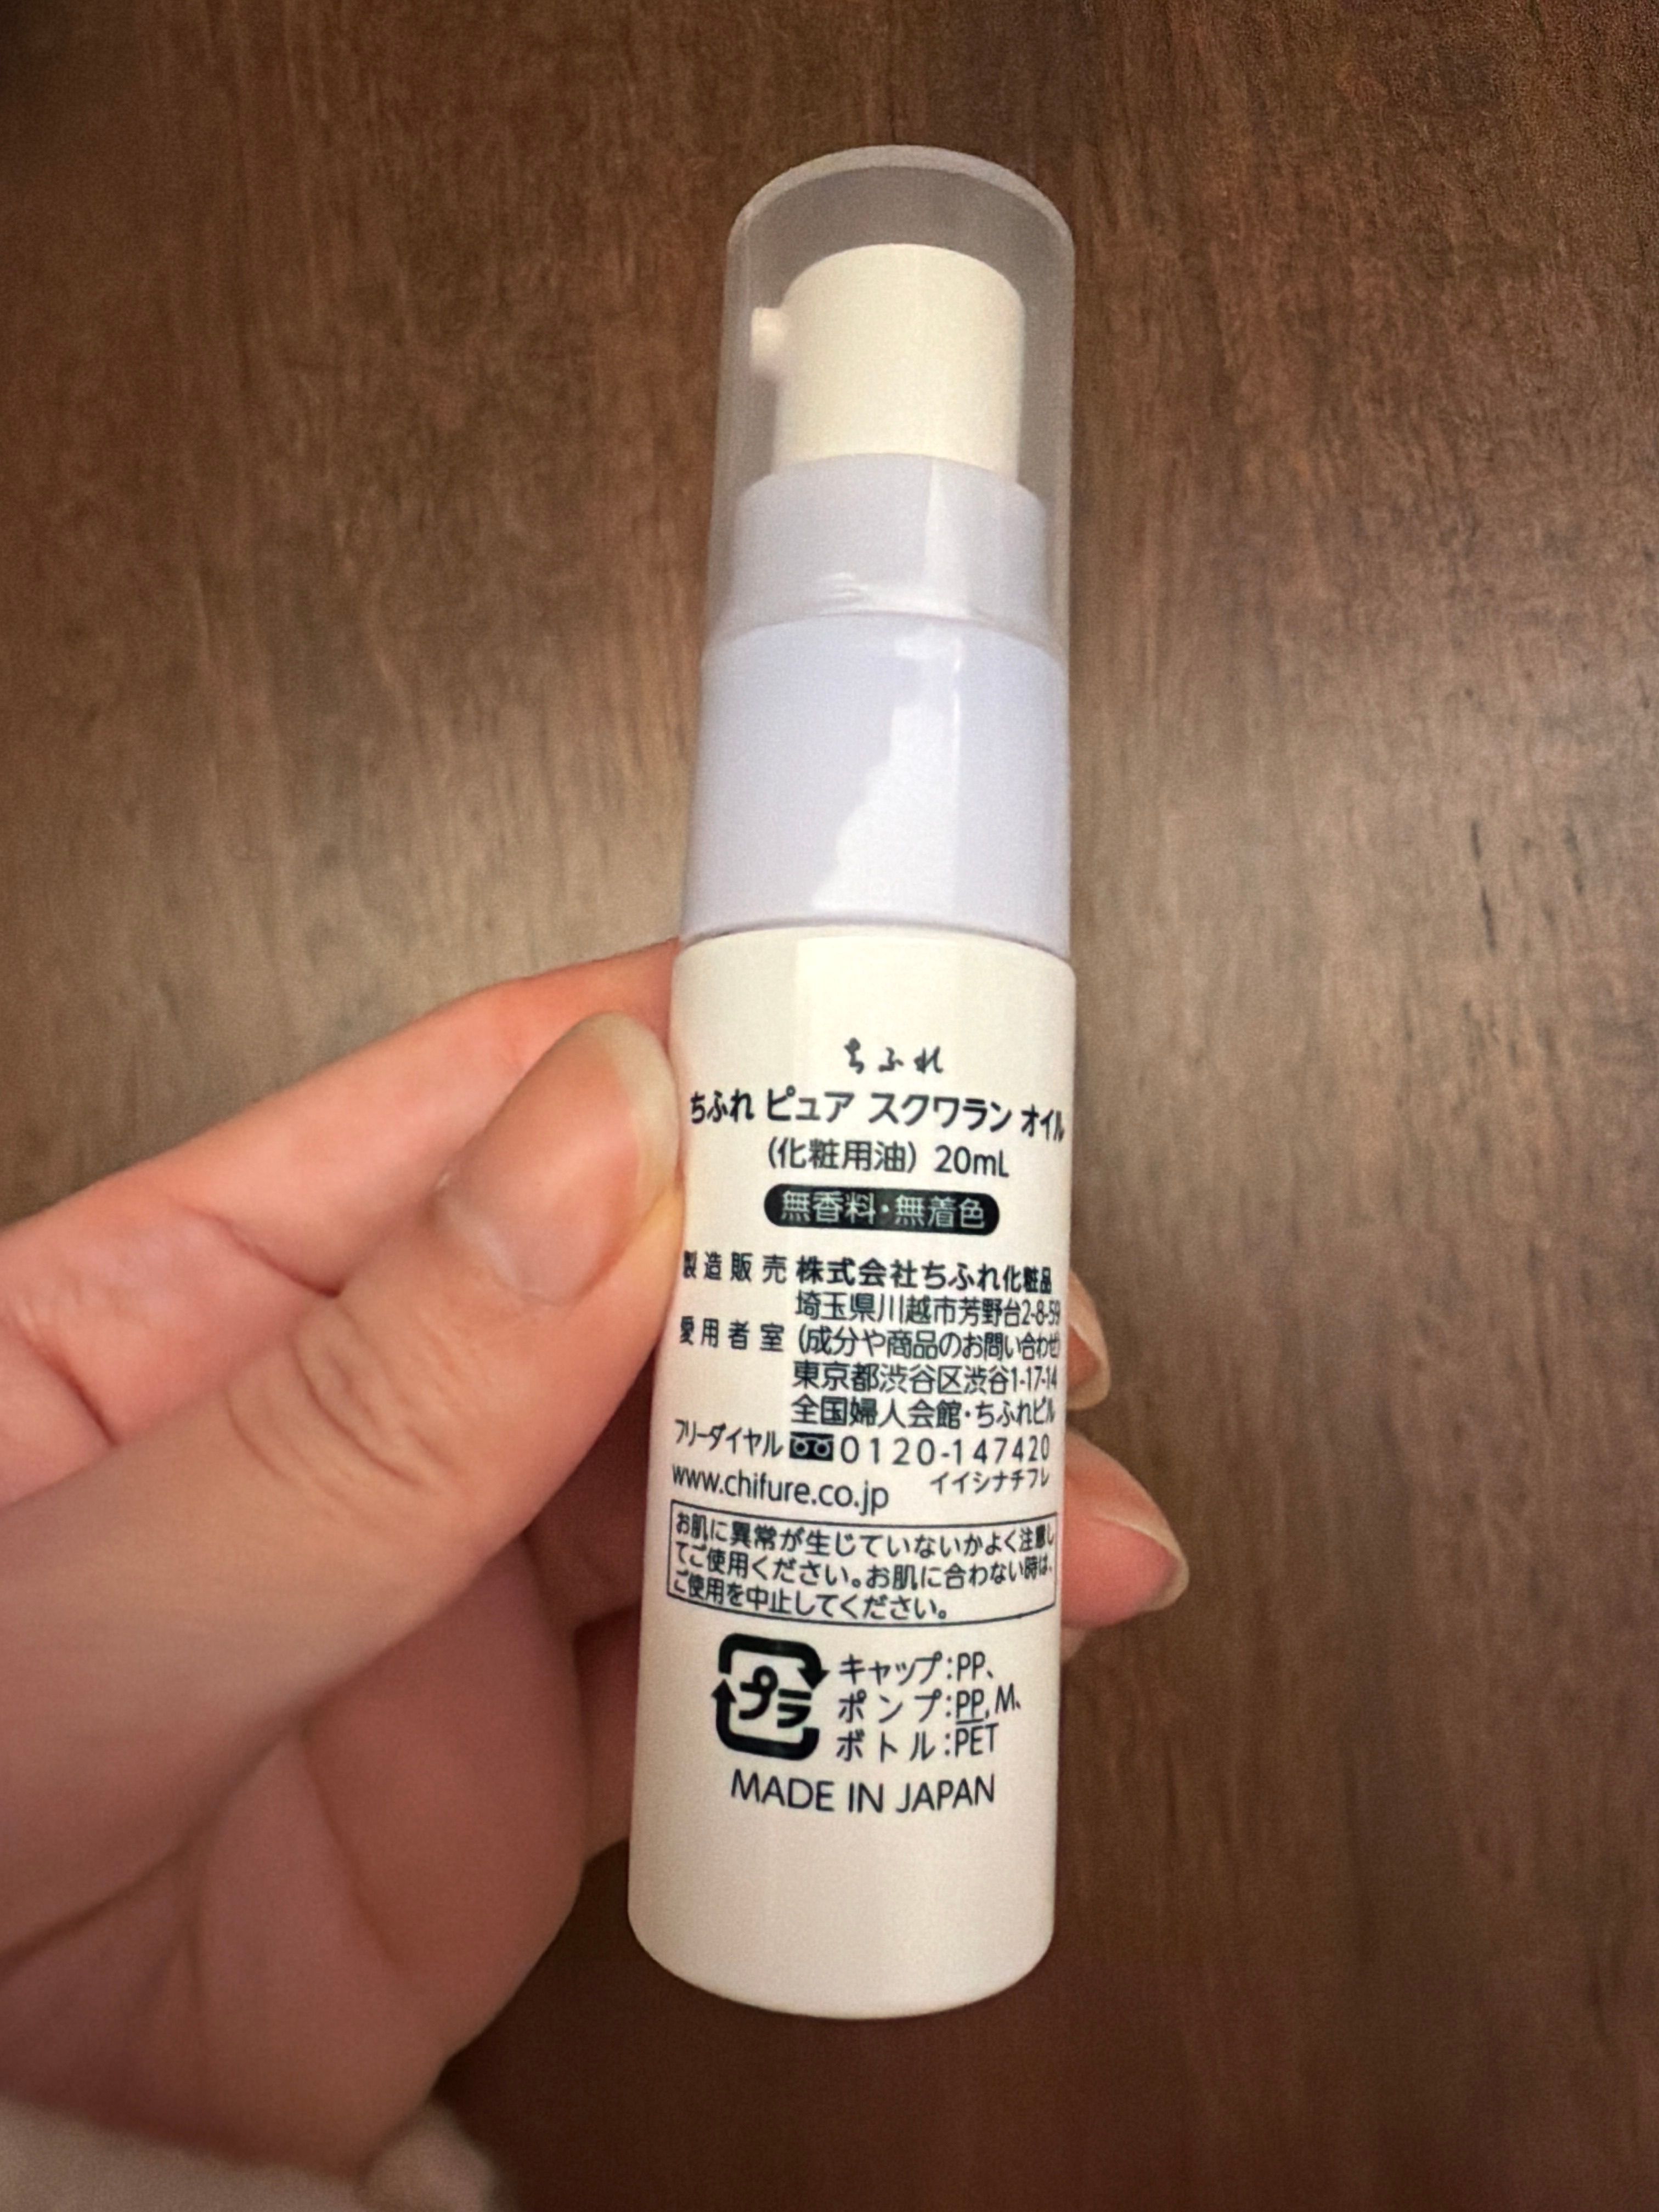 ちふれ
ちふれ ピュア スクワラン オイル
(化粧用油) 20mL
無香料・無着色
製造販売 株式会社ちふれ化粧品
埼玉県川越市芳野台2-8-59
愛用者室 (成分や商品のお問い合わせ)
東京都渋谷区渋谷1-17-14
全国婦人会館・ちふれビル
フリーダイヤル 0120-147420
www.chifure.co.jp イイシナチフレ
お肌に異常が生じていないかよく注意し
てご使用ください。お肌に合わない時は、
ご使用を中止してください。
プラ
キャップ:PP、
ポンプ:PP,M、
ボトル:PET
MADE IN JAPAN